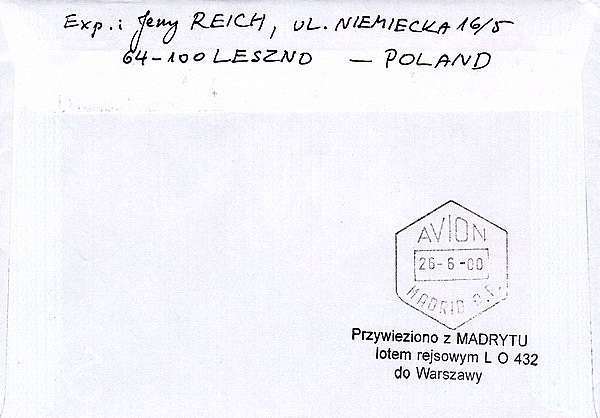 Exp.: Jerzy REICH, UL. NIEMIECKA 16/5
64-100 LESZNO — POLAND
AVION
26-6-00
MADRID P.F.
Przywieziono z MADRYTU
lotem rejsowym L O 432
do Warszawy